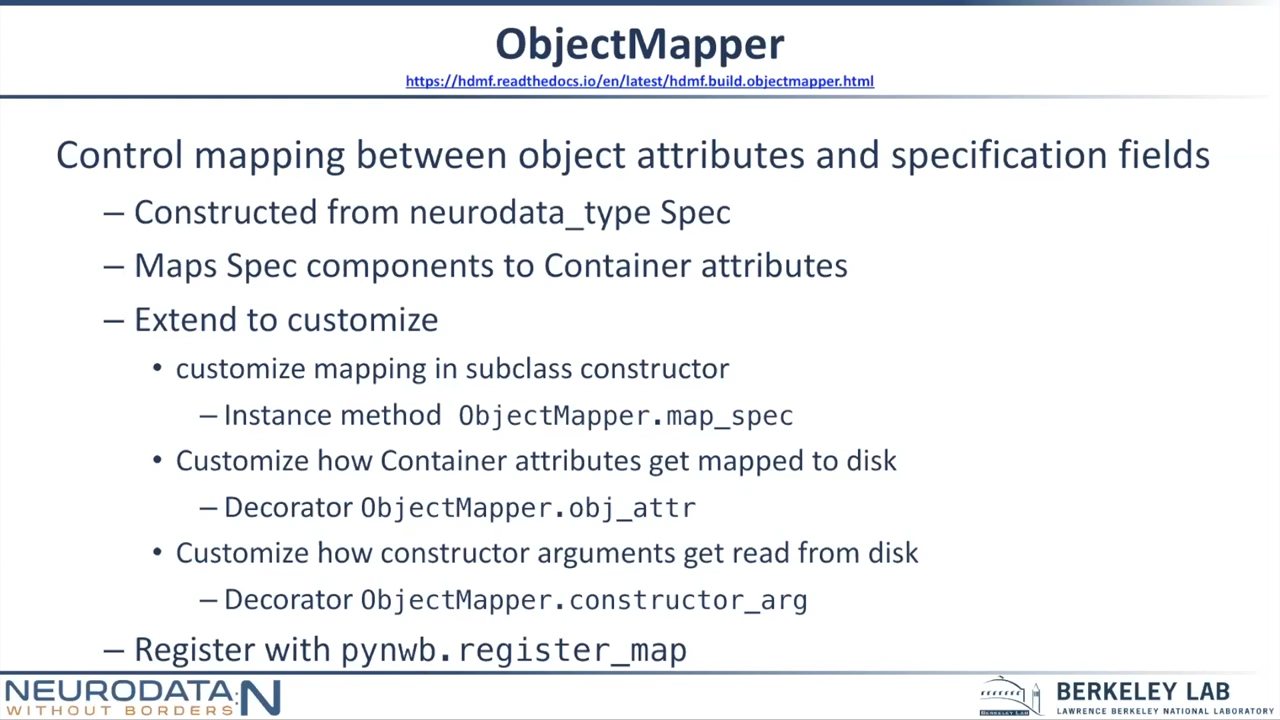 ObjectMapper
https://hdmf.readthedocs.io/en/latest/hdmf.build.objectmapper.html
Control mapping between object attributes and specification fields
– Constructed from neurodata_type Spec
– Maps Spec components to Container attributes
– Extend to customize
• customize mapping in subclass constructor
– Instance method ObjectMapper.map_spec
• Customize how Container attributes get mapped to disk
– Decorator ObjectMapper.obj_attr
• Customize how constructor arguments get read from disk
– Decorator ObjectMapper.constructor_arg
– Register with pynwb.register_map
NEURODATA:N
WITHOUT BORDERS
BERKELEY LAB
BERKELEY LAB
LAWRENCE BERKELEY NATIONAL LABORATORY